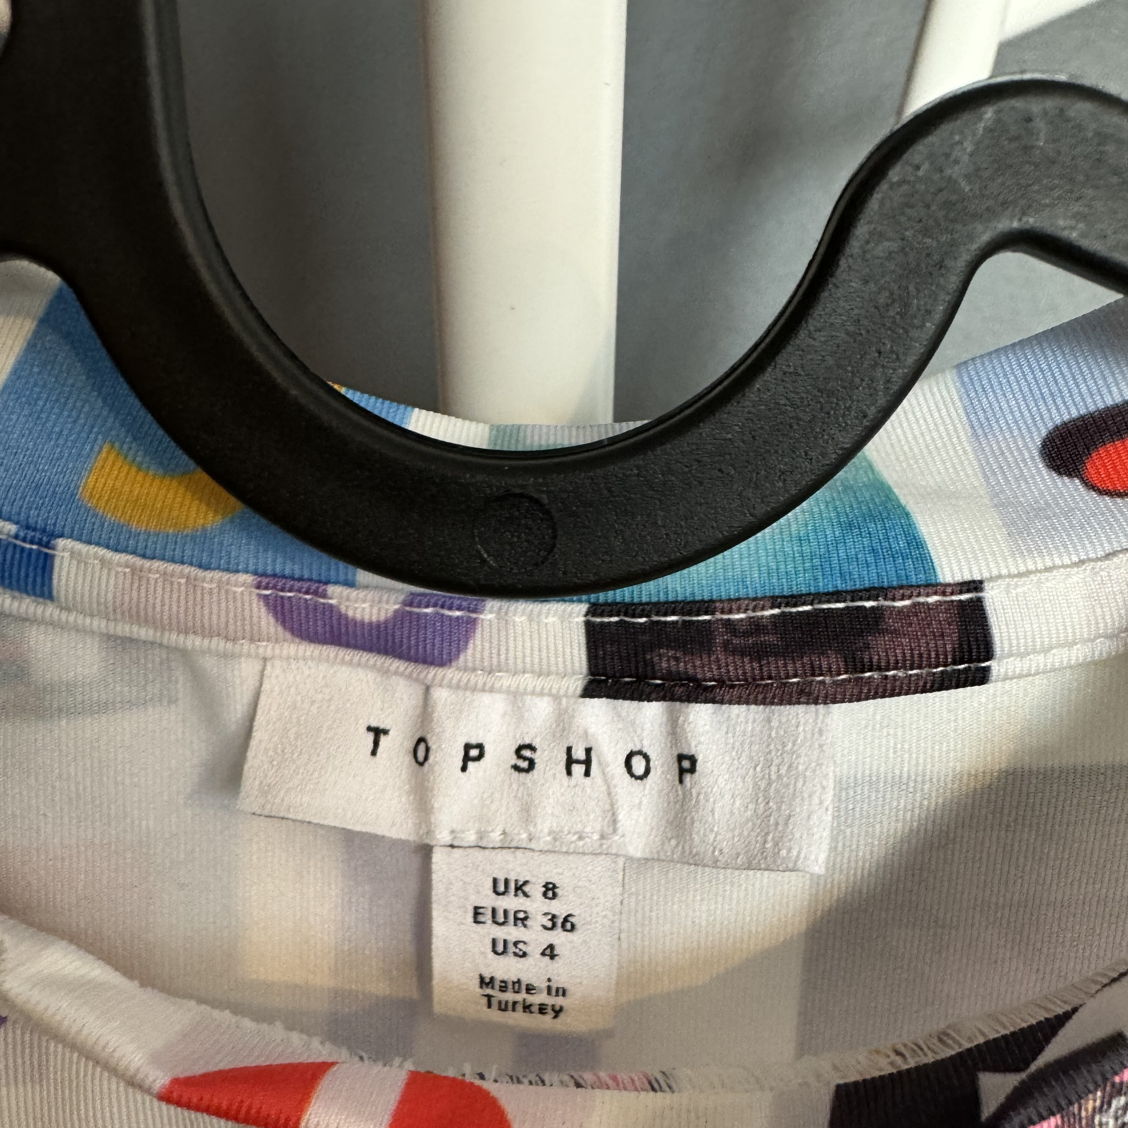 TOPSHOP
UK 8
EUR 36
US 4
Made in
Turkey